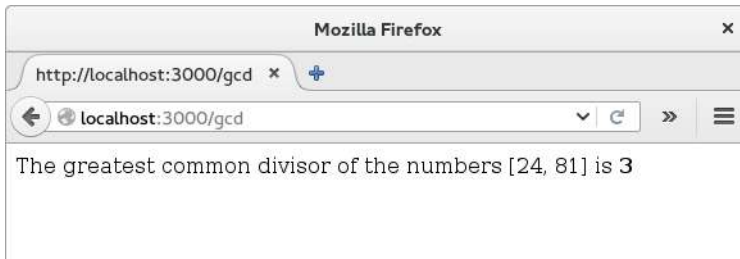 Mozilla Firefox
http://localhost:3000/gcd
localhost:3000/gcd
The greatest common divisor of the numbers [24, 81] is 3